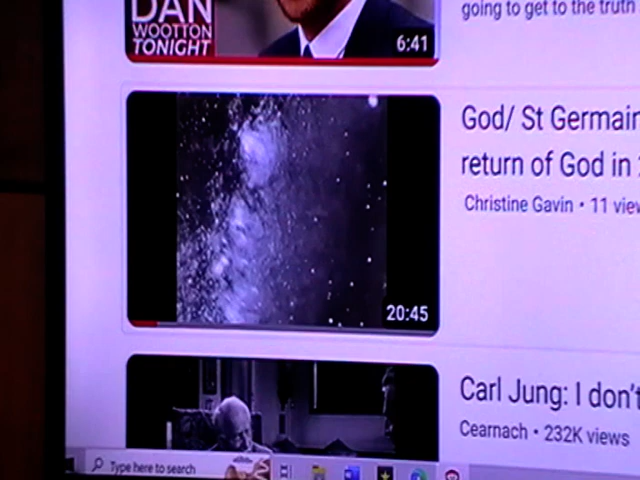 DAN
WOOTTON
TONIGHT
6:41
going to get to the truth
God/ St Germain
return of God in
Christine Gavin • 11 view
20:45
Carl Jung: I don't
Cearnach • 232K views
Type here to search